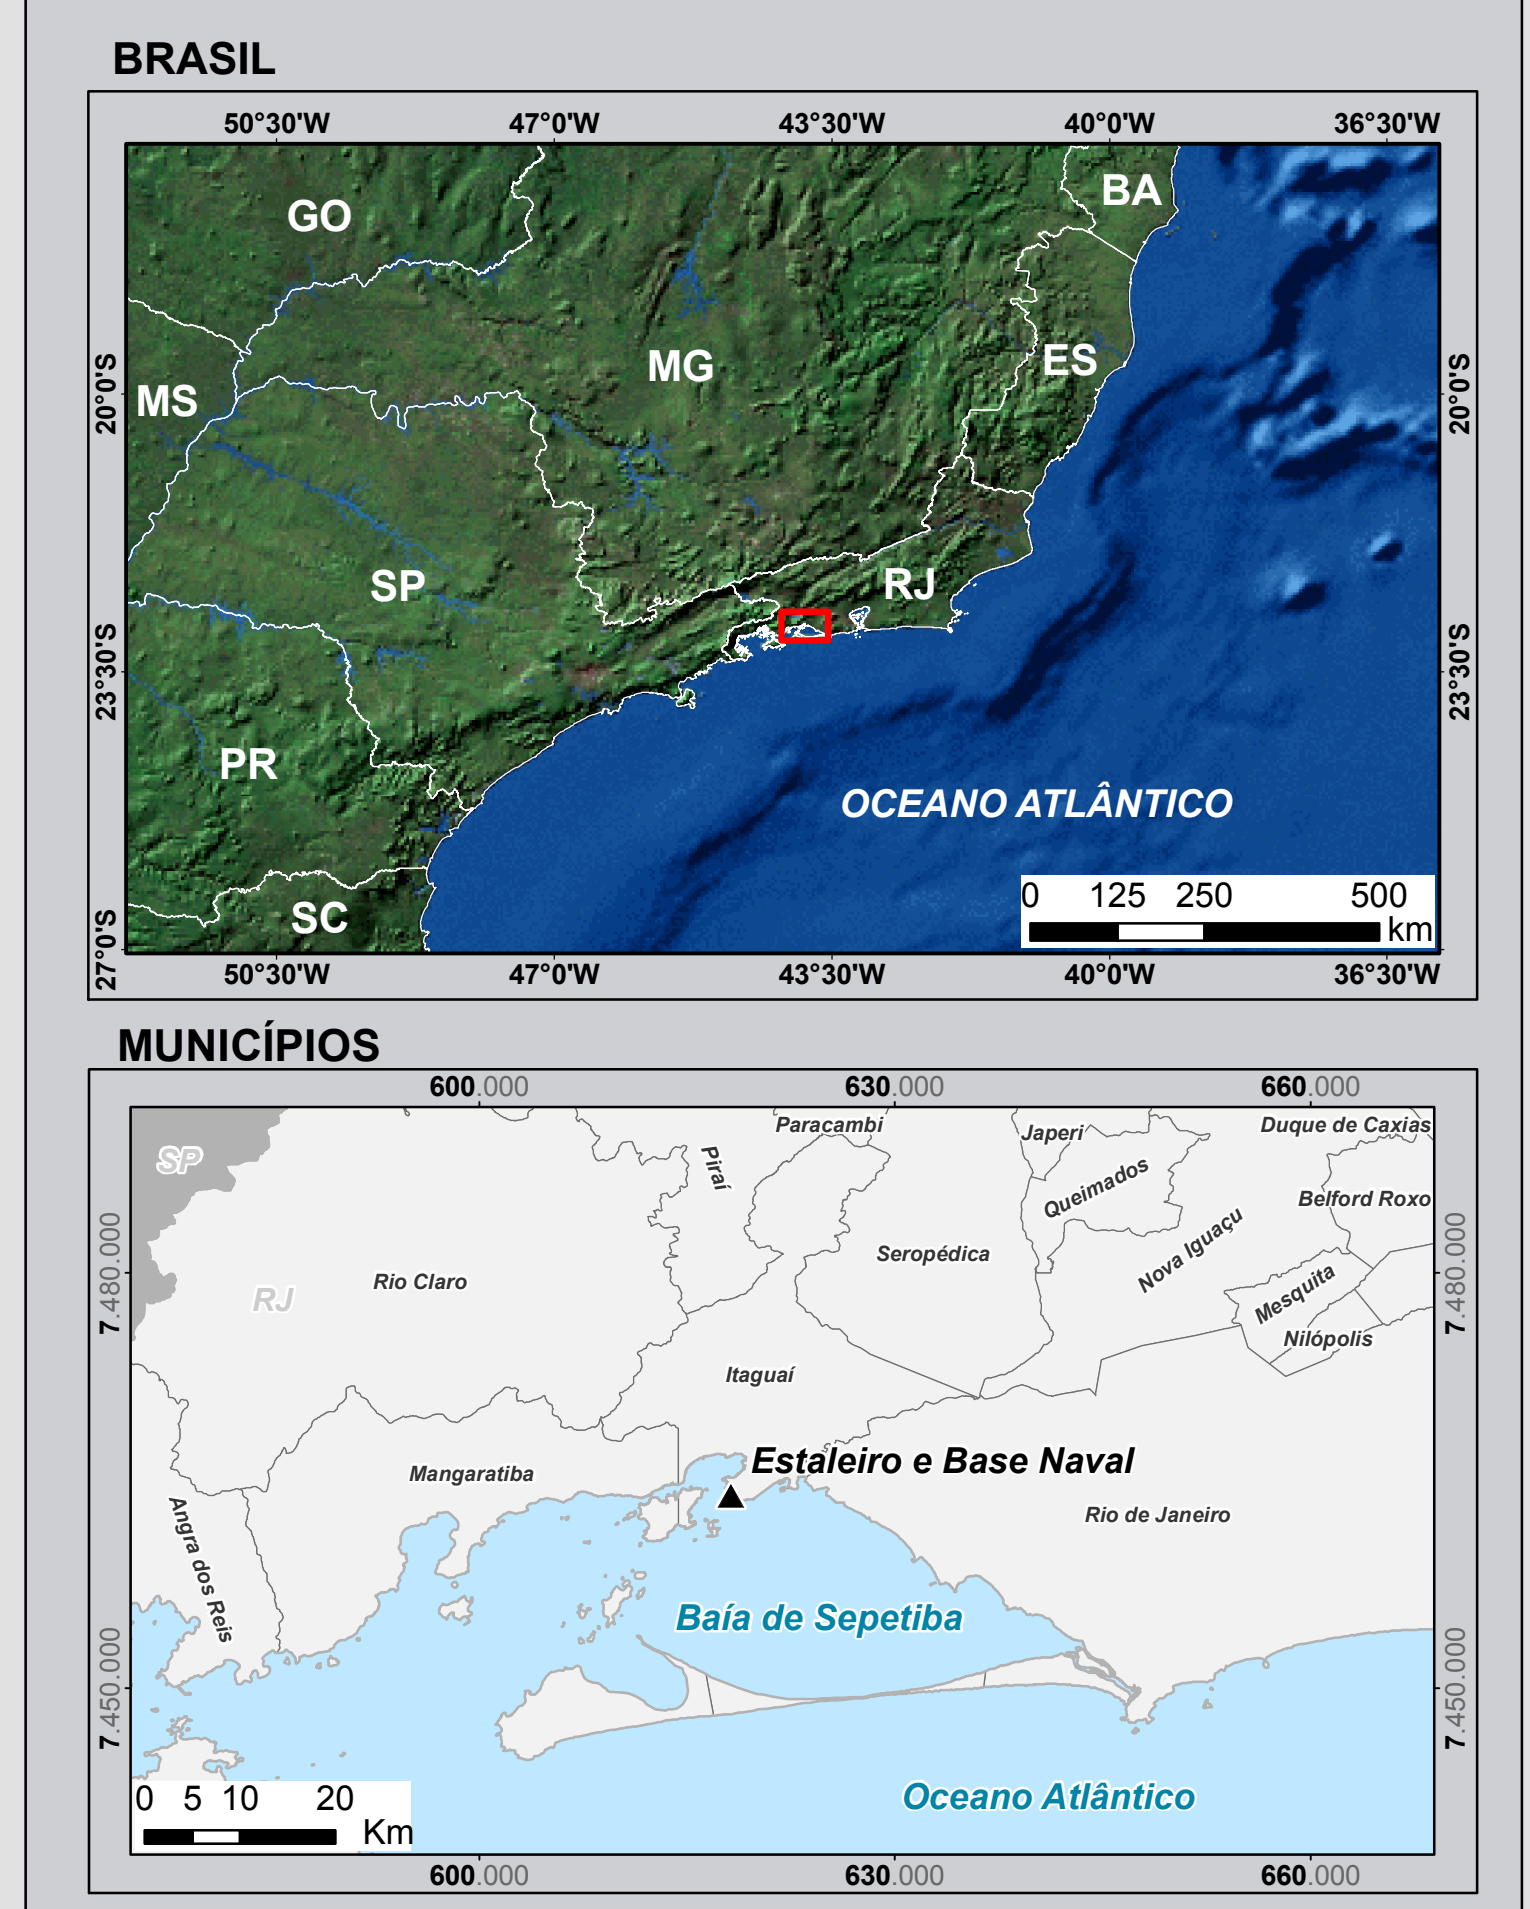 BRASIL
50°30'W 47°0'W 43°30'W 40°0'W 36°30'W
BA
GO
ES
MG
MS
20°0'S 20°0'S
SP
RJ
23°30'S 23°30'S
PR
OCEANO ATLÂNTICO
SC
0 125 250 500
km
27°0'S
50°30'W 47°0'W 43°30'W 40°0'W 36°30'W
MUNICÍPIOS
600.000 630.000 660.000
Paracambi
Japeri
Duque de Caxias
SP
Piraí
Queimados
Belford Roxo
Nova Iguaçu
Seropédica
7.480.000 7.480.000
Rio Claro
RJ
Mesquita
Nilópolis
Itaguaí
Estaleiro e Base Naval
Mangaratiba
Rio de Janeiro
Angra dos Reis
Baía de Sepetiba
7.450.000 7.450.000
Oceano Atlântico
0 5 10 20
Km
600.000 630.000 660.000